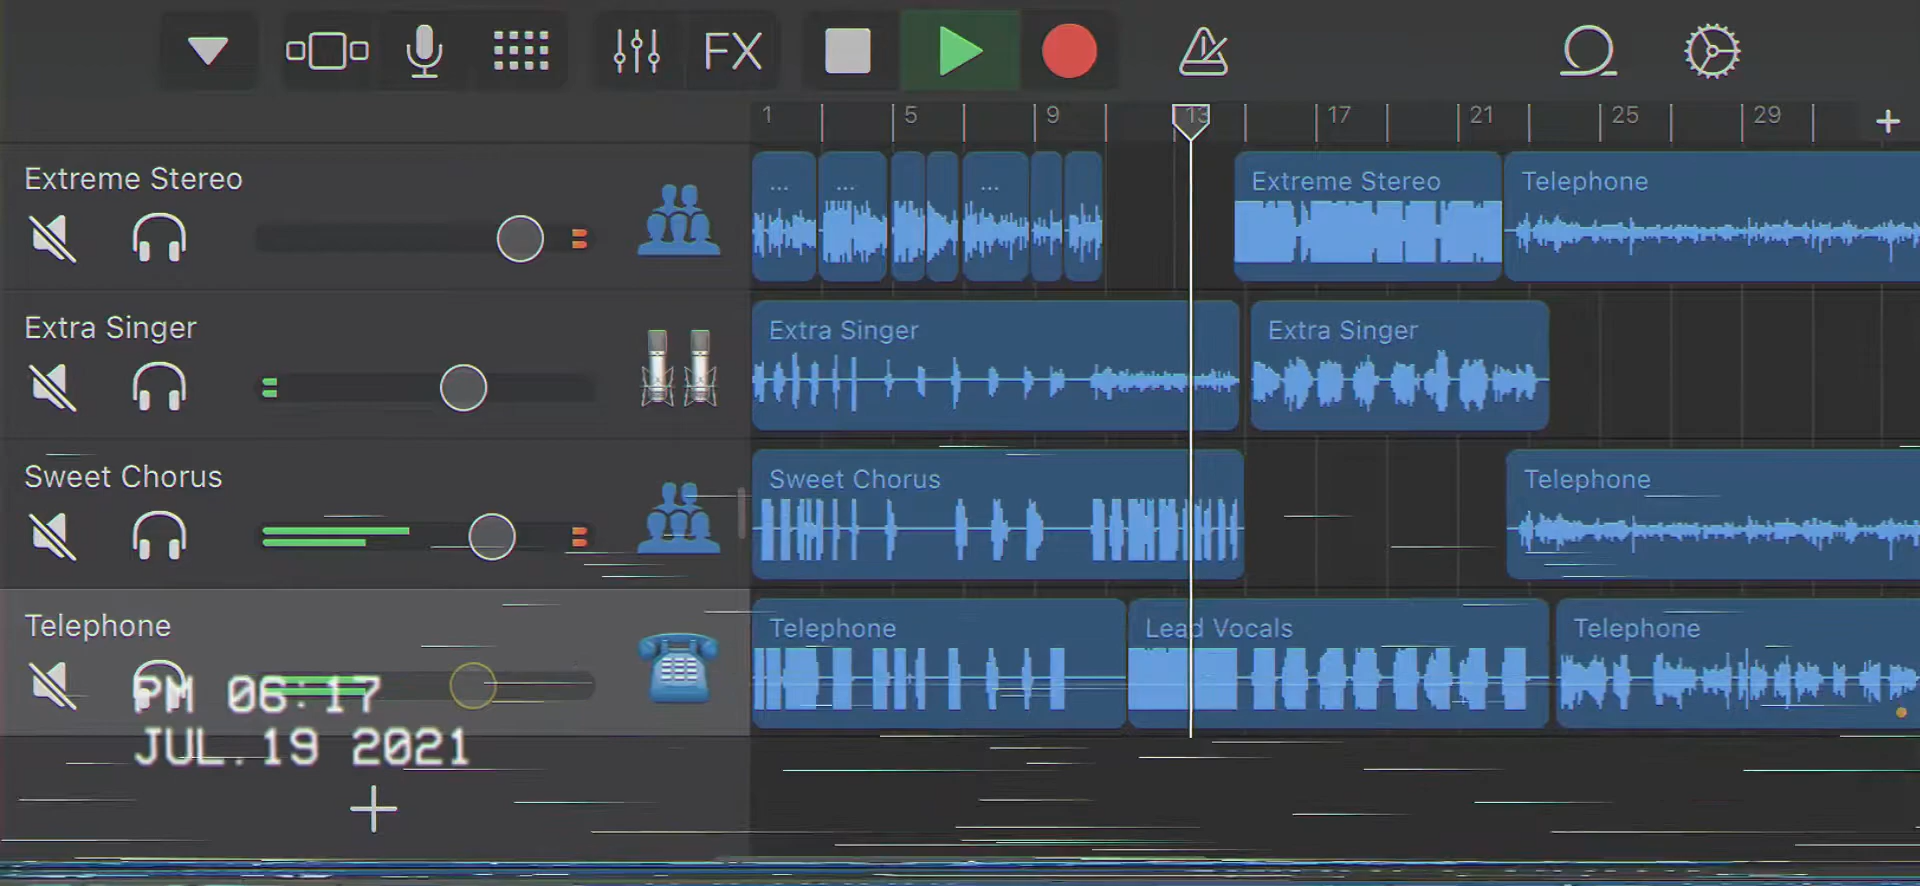 FX
1 5 9 13 17 21 25 29
Extreme Stereo
... ... ...
Extreme Stereo
Telephone
Extra Singer
Extra Singer
Extra Singer
Sweet Chorus
Sweet Chorus
Telephone
Telephone
Telephone
Lead Vocals
Telephone
PM 06:17
JUL.19 2021